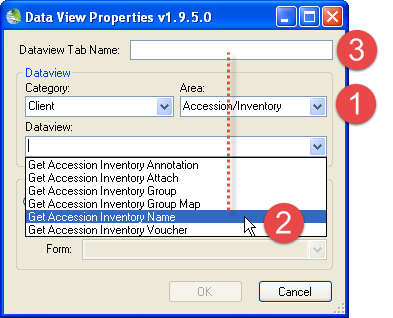 Data View Properties v1.9.5.0
Dataview Tab Name:
3
Dataview
Category:
Area:
Client
Accession/Inventory
1
Dataview:
Get Accession Inventory Annotation
Get Accession Inventory Attach
Get Accession Inventory Group
Get Accession Inventory Group Map
Get Accession Inventory Name
2
Get Accession Inventory Voucher
Form:
OK
Cancel